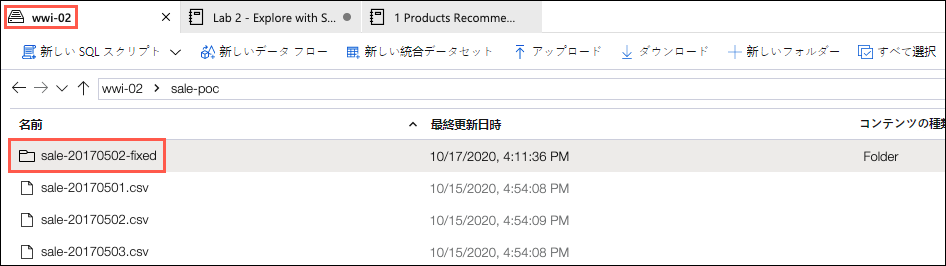 wwi-02
Lab 2 - Explore with S...
1 Products Recomme...
新しい SQL スクリプト
新しいデータ フロー
新しい統合データセット
アップロード
ダウンロード
新しいフォルダー
すべて選択
wwi-02 > sale-poc
名前 最終更新日時 コンテンツの種類
sale-20170502-fixed 10/17/2020, 4:11:36 PM Folder
sale-20170501.csv 10/15/2020, 4:54:08 PM
sale-20170502.csv 10/15/2020, 4:54:09 PM
sale-20170503.csv 10/15/2020, 4:54:08 PM